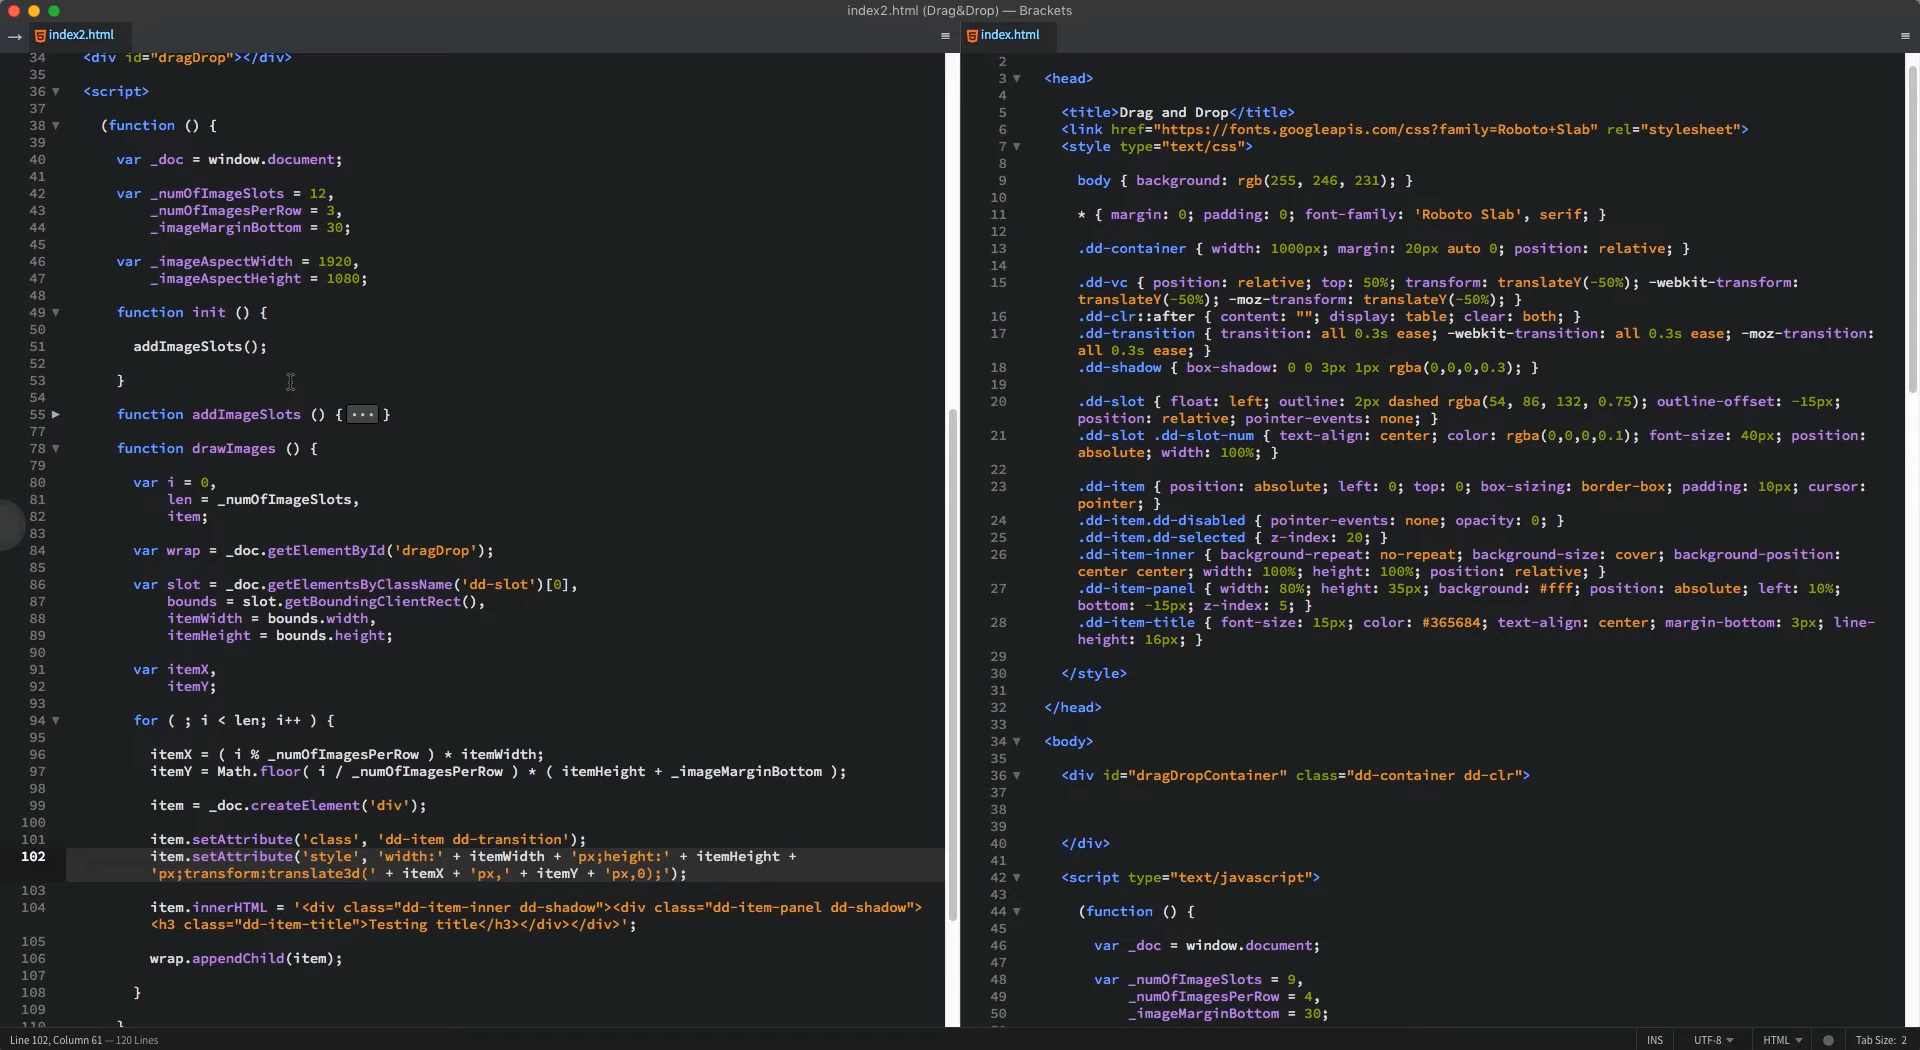 index2.html (Drag&Drop) — Brackets
→ index2.html
34 <div id="dragDrop"></div>
35
36 <script>
37
38 (function () {
39
40 var _doc = window.document;
41
42 var _numOfImageSlots = 12,
43 _numOfImagesPerRow = 3,
44 _imageMarginBottom = 30;
45
46 var _imageAspectWidth = 1920,
47 _imageAspectHeight = 1080;
48
49 function init () {
50
51 addImageSlots();
52
53 }
54
55 function addImageSlots () { ... }
77
78 function drawImages () {
79
80 var i = 0,
81 len = _numOfImageSlots,
82 item;
83
84 var wrap = _doc.getElementById('dragDrop');
85
86 var slot = _doc.getElementsByClassName('dd-slot')[0],
87 bounds = slot.getBoundingClientRect(),
88 itemWidth = bounds.width,
89 itemHeight = bounds.height;
90
91 var itemX,
92 itemY;
93
94 for ( ; i < len; i++ ) {
95
96 itemX = ( i % _numOfImagesPerRow ) * itemWidth;
97 itemY = Math.floor( i / _numOfImagesPerRow ) * ( itemHeight + _imageMarginBottom );
98
99 item = _doc.createElement('div');
100
101 item.setAttribute('class', 'dd-item dd-transition');
102 item.setAttribute('style', 'width:' + itemWidth + 'px;height:' + itemHeight +
'px;transform:translate3d(' + itemX + 'px,' + itemY + 'px,0);');
103
104 item.innerHTML = '<div class="dd-item-inner dd-shadow"><div class="dd-item-panel dd-shadow">
<h3 class="dd-item-title">Testing title</h3></div></div>';
105
106 wrap.appendChild(item);
107
108 }
109
110 }
index.html
2
3 <head>
4
5 <title>Drag and Drop</title>
6 <link href="https://fonts.googleapis.com/css?family=Roboto+Slab" rel="stylesheet">
7 <style type="text/css">
8
9 body { background: rgb(255, 246, 231); }
10
11 * { margin: 0; padding: 0; font-family: 'Roboto Slab', serif; }
12
13 .dd-container { width: 1000px; margin: 20px auto 0; position: relative; }
14
15 .dd-vc { position: relative; top: 50%; transform: translateY(-50%); -webkit-transform:
translateY(-50%); -moz-transform: translateY(-50%); }
16 .dd-clr::after { content: ""; display: table; clear: both; }
17 .dd-transition { transition: all 0.3s ease; -webkit-transition: all 0.3s ease; -moz-transition:
all 0.3s ease; }
18 .dd-shadow { box-shadow: 0 0 3px 1px rgba(0,0,0,0.3); }
19
20 .dd-slot { float: left; outline: 2px dashed rgba(54, 86, 132, 0.75); outline-offset: -15px;
position: relative; pointer-events: none; }
21 .dd-slot .dd-slot-num { text-align: center; color: rgba(0,0,0,0.1); font-size: 40px; position:
absolute; width: 100%; }
22
23 .dd-item { position: absolute; left: 0; top: 0; box-sizing: border-box; padding: 10px; cursor:
pointer; }
24 .dd-item.dd-disabled { pointer-events: none; opacity: 0; }
25 .dd-item.dd-selected { z-index: 20; }
26 .dd-item-inner { background-repeat: no-repeat; background-size: cover; background-position:
center center; width: 100%; height: 100%; position: relative; }
27 .dd-item-panel { width: 80%; height: 35px; background: #fff; position: absolute; left: 10%;
bottom: -15px; z-index: 5; }
28 .dd-item-title { font-size: 15px; color: #365684; text-align: center; margin-bottom: 3px; line-
height: 16px; }
29
30 </style>
31
32 </head>
33
34 <body>
35
36 <div id="dragDropContainer" class="dd-container dd-clr">
37
38
39
40 </div>
41
42 <script type="text/javascript">
43
44 (function () {
45
46 var _doc = window.document;
47
48 var _numOfImageSlots = 9,
49 _numOfImagesPerRow = 4,
50 _imageMarginBottom = 30;
Line 102, Column 61 — 120 Lines
INS UTF-8 HTML Tab Size: 2